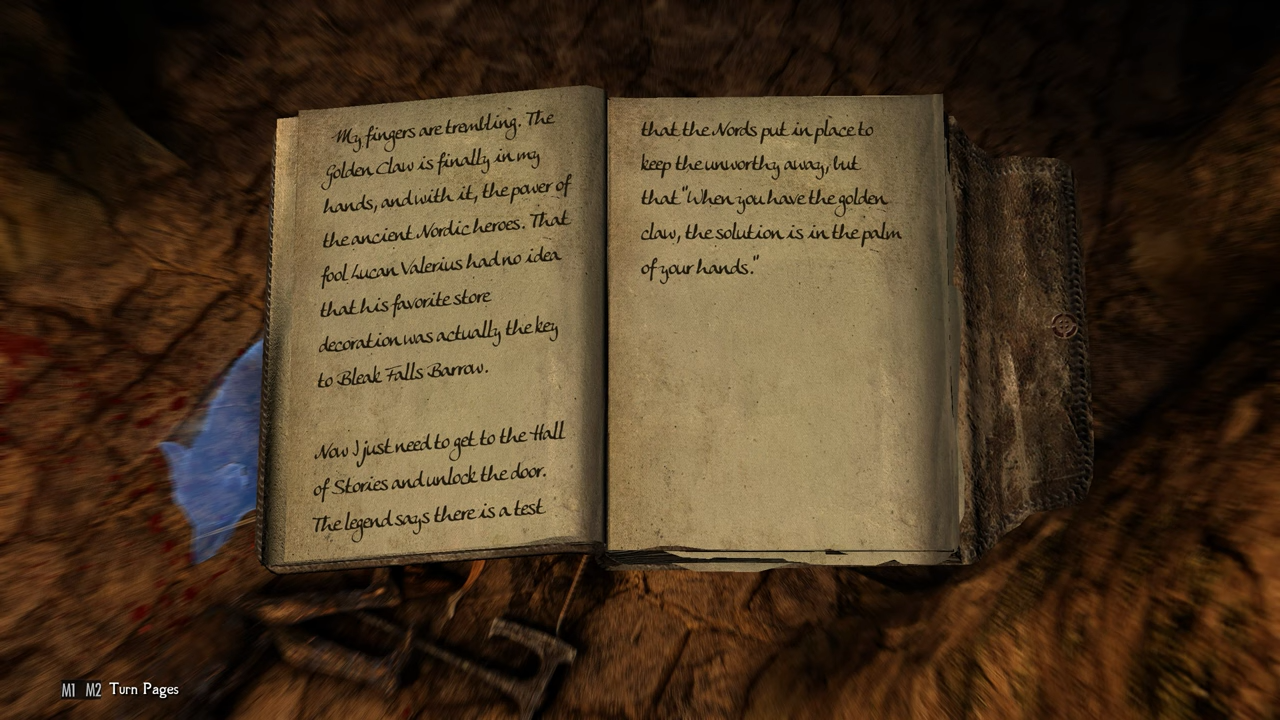 My fingers are trembling. The
Golden Claw is finally in my
hands, and with it, the power of
the ancient Nordic heroes. That
fool Lucan Valerius had no idea
that his favorite store
decoration was actually the key
to Bleak Falls Barrow.
Now I just need to get to the Hall
of Stories and unlock the door.
The legend says there is a test
that the Nords put in place to
keep the unworthy away, but
that "When you have the golden
claw, the solution is in the palm
of your hands."
M1 M2 Turn Pages